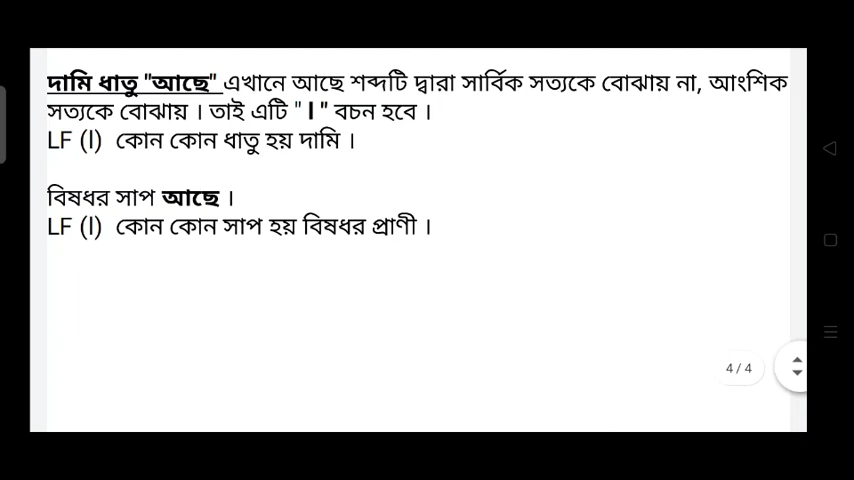 দামি ধাতু "আছে" এখানে আছে শব্দটি দ্বারা সার্বিক সত্যকে বোঝায় না, আংশিক
সত্যকে বোঝায় । তাই এটি " I " বচন হবে ।
LF (I) কোন কোন ধাতু হয় দামি ।
বিষধর সাপ আছে ।
LF (I) কোন কোন সাপ হয় বিষধর প্রাণী ।
4 / 4